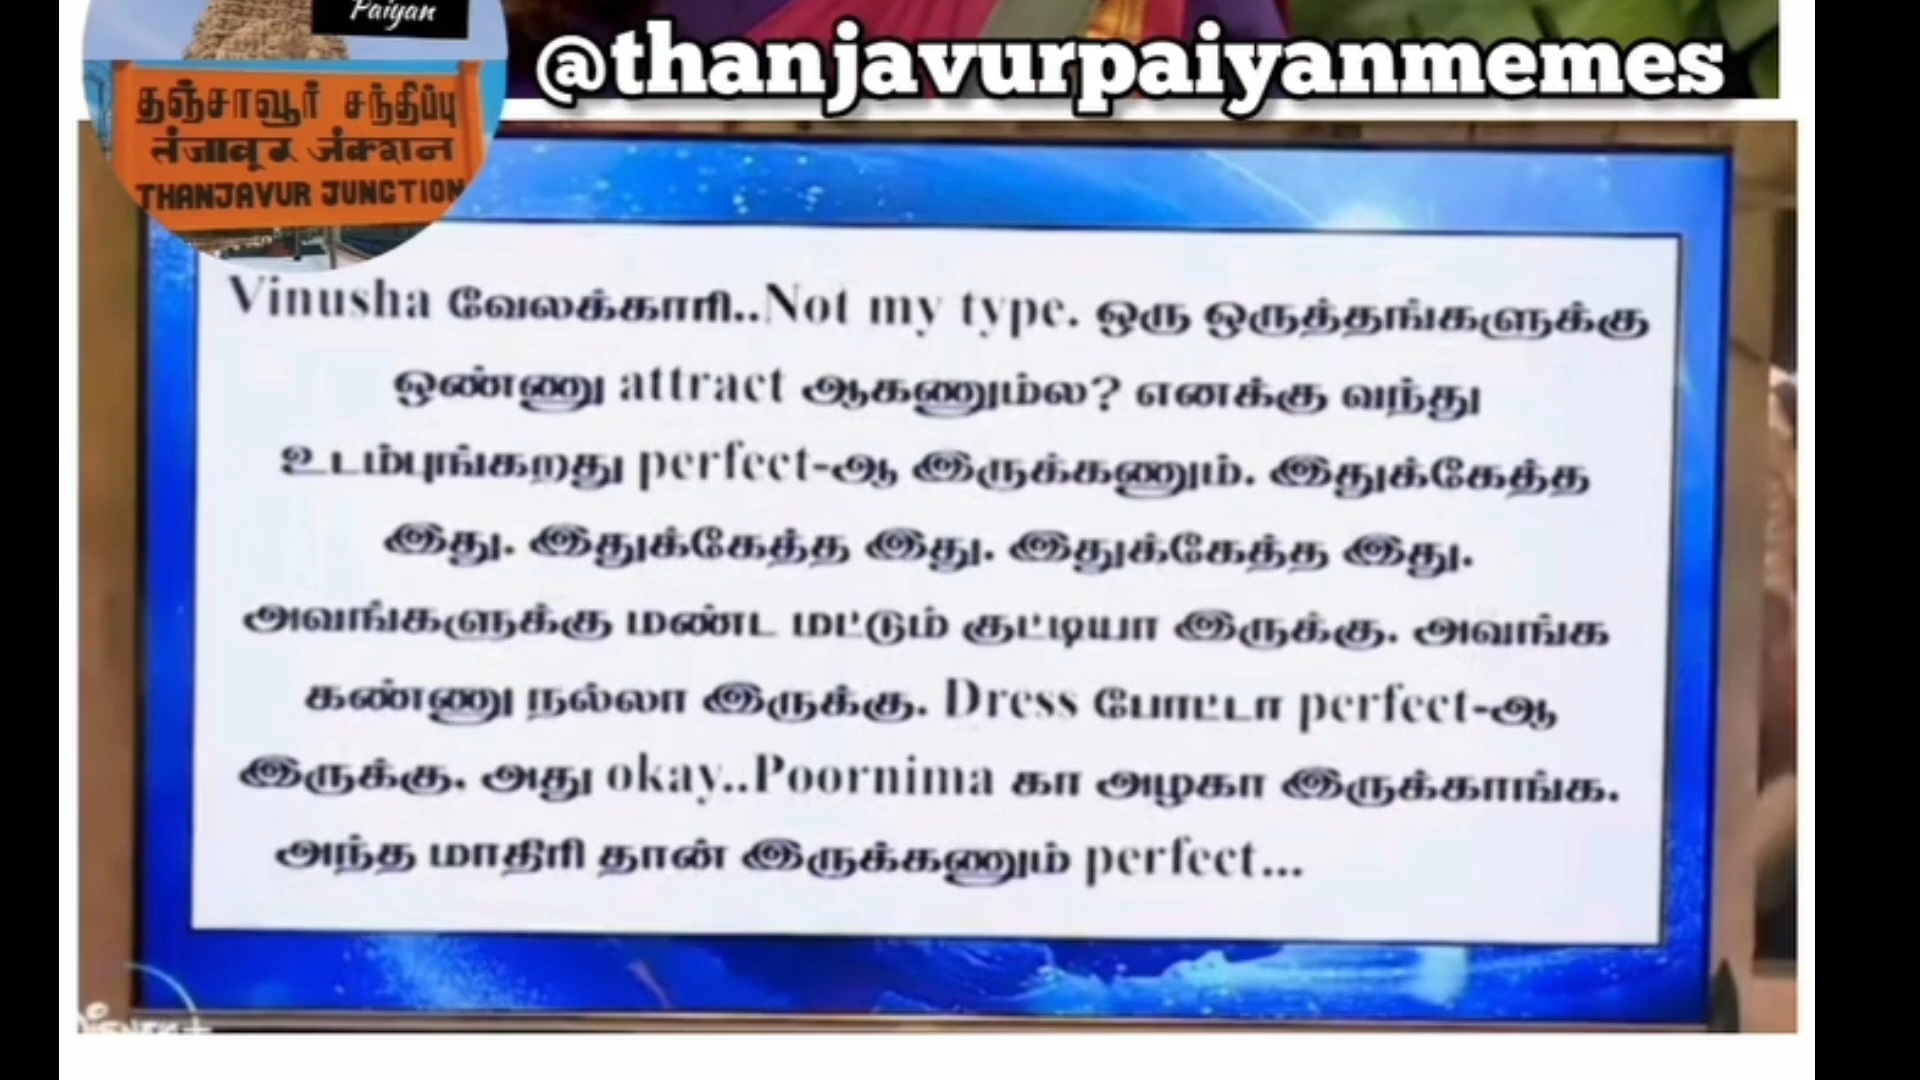 Paiyan
@thanjavurpaiyanmemes
தஞ்சாவூர் சந்திப்பு
तंजावूर जंक्शन
THANJAVUR JUNCTION
Vinusha வேலக்காரி..Not my type. ஒரு ஒருத்தங்களுக்கு
ஒண்ணு attract ஆகணும்ல? எனக்கு வந்து
உடம்புங்கறது perfect-ஆ இருக்கணும். இதுக்கேத்த
இது. இதுக்கேத்த இது. இதுக்கேத்த இது.
அவங்களுக்கு மண்ட மட்டும் குட்டியா இருக்கு. அவங்க
கண்ணு நல்லா இருக்கு. Dress போட்டா perfect-ஆ
இருக்கு. அது okay..Poornima கா அழகா இருக்காங்க.
அந்த மாதிரி தான் இருக்கணும் perfect...